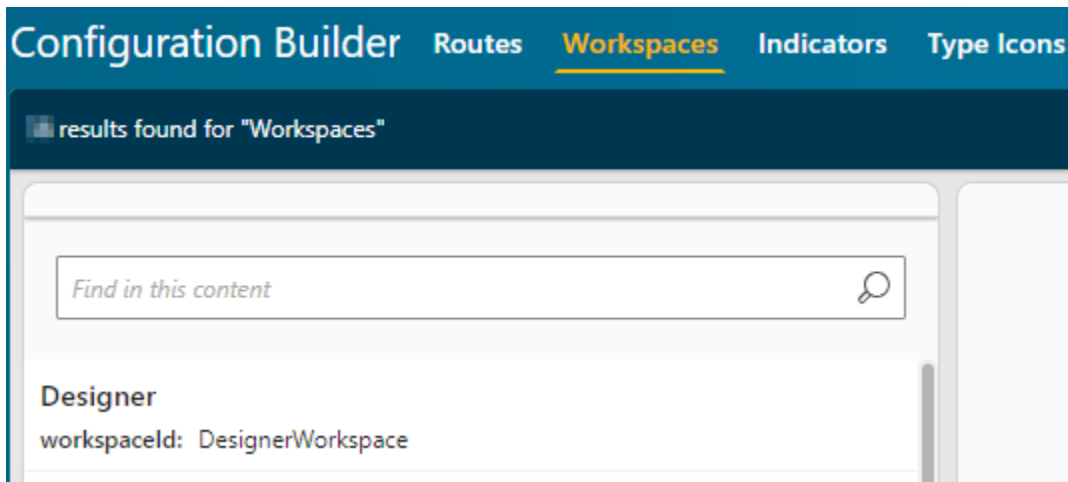 Configuration Builder Routes Workspaces Indicators Type Icons
results found for "Workspaces"
Find in this content
Designer
workspaceId: DesignerWorkspace